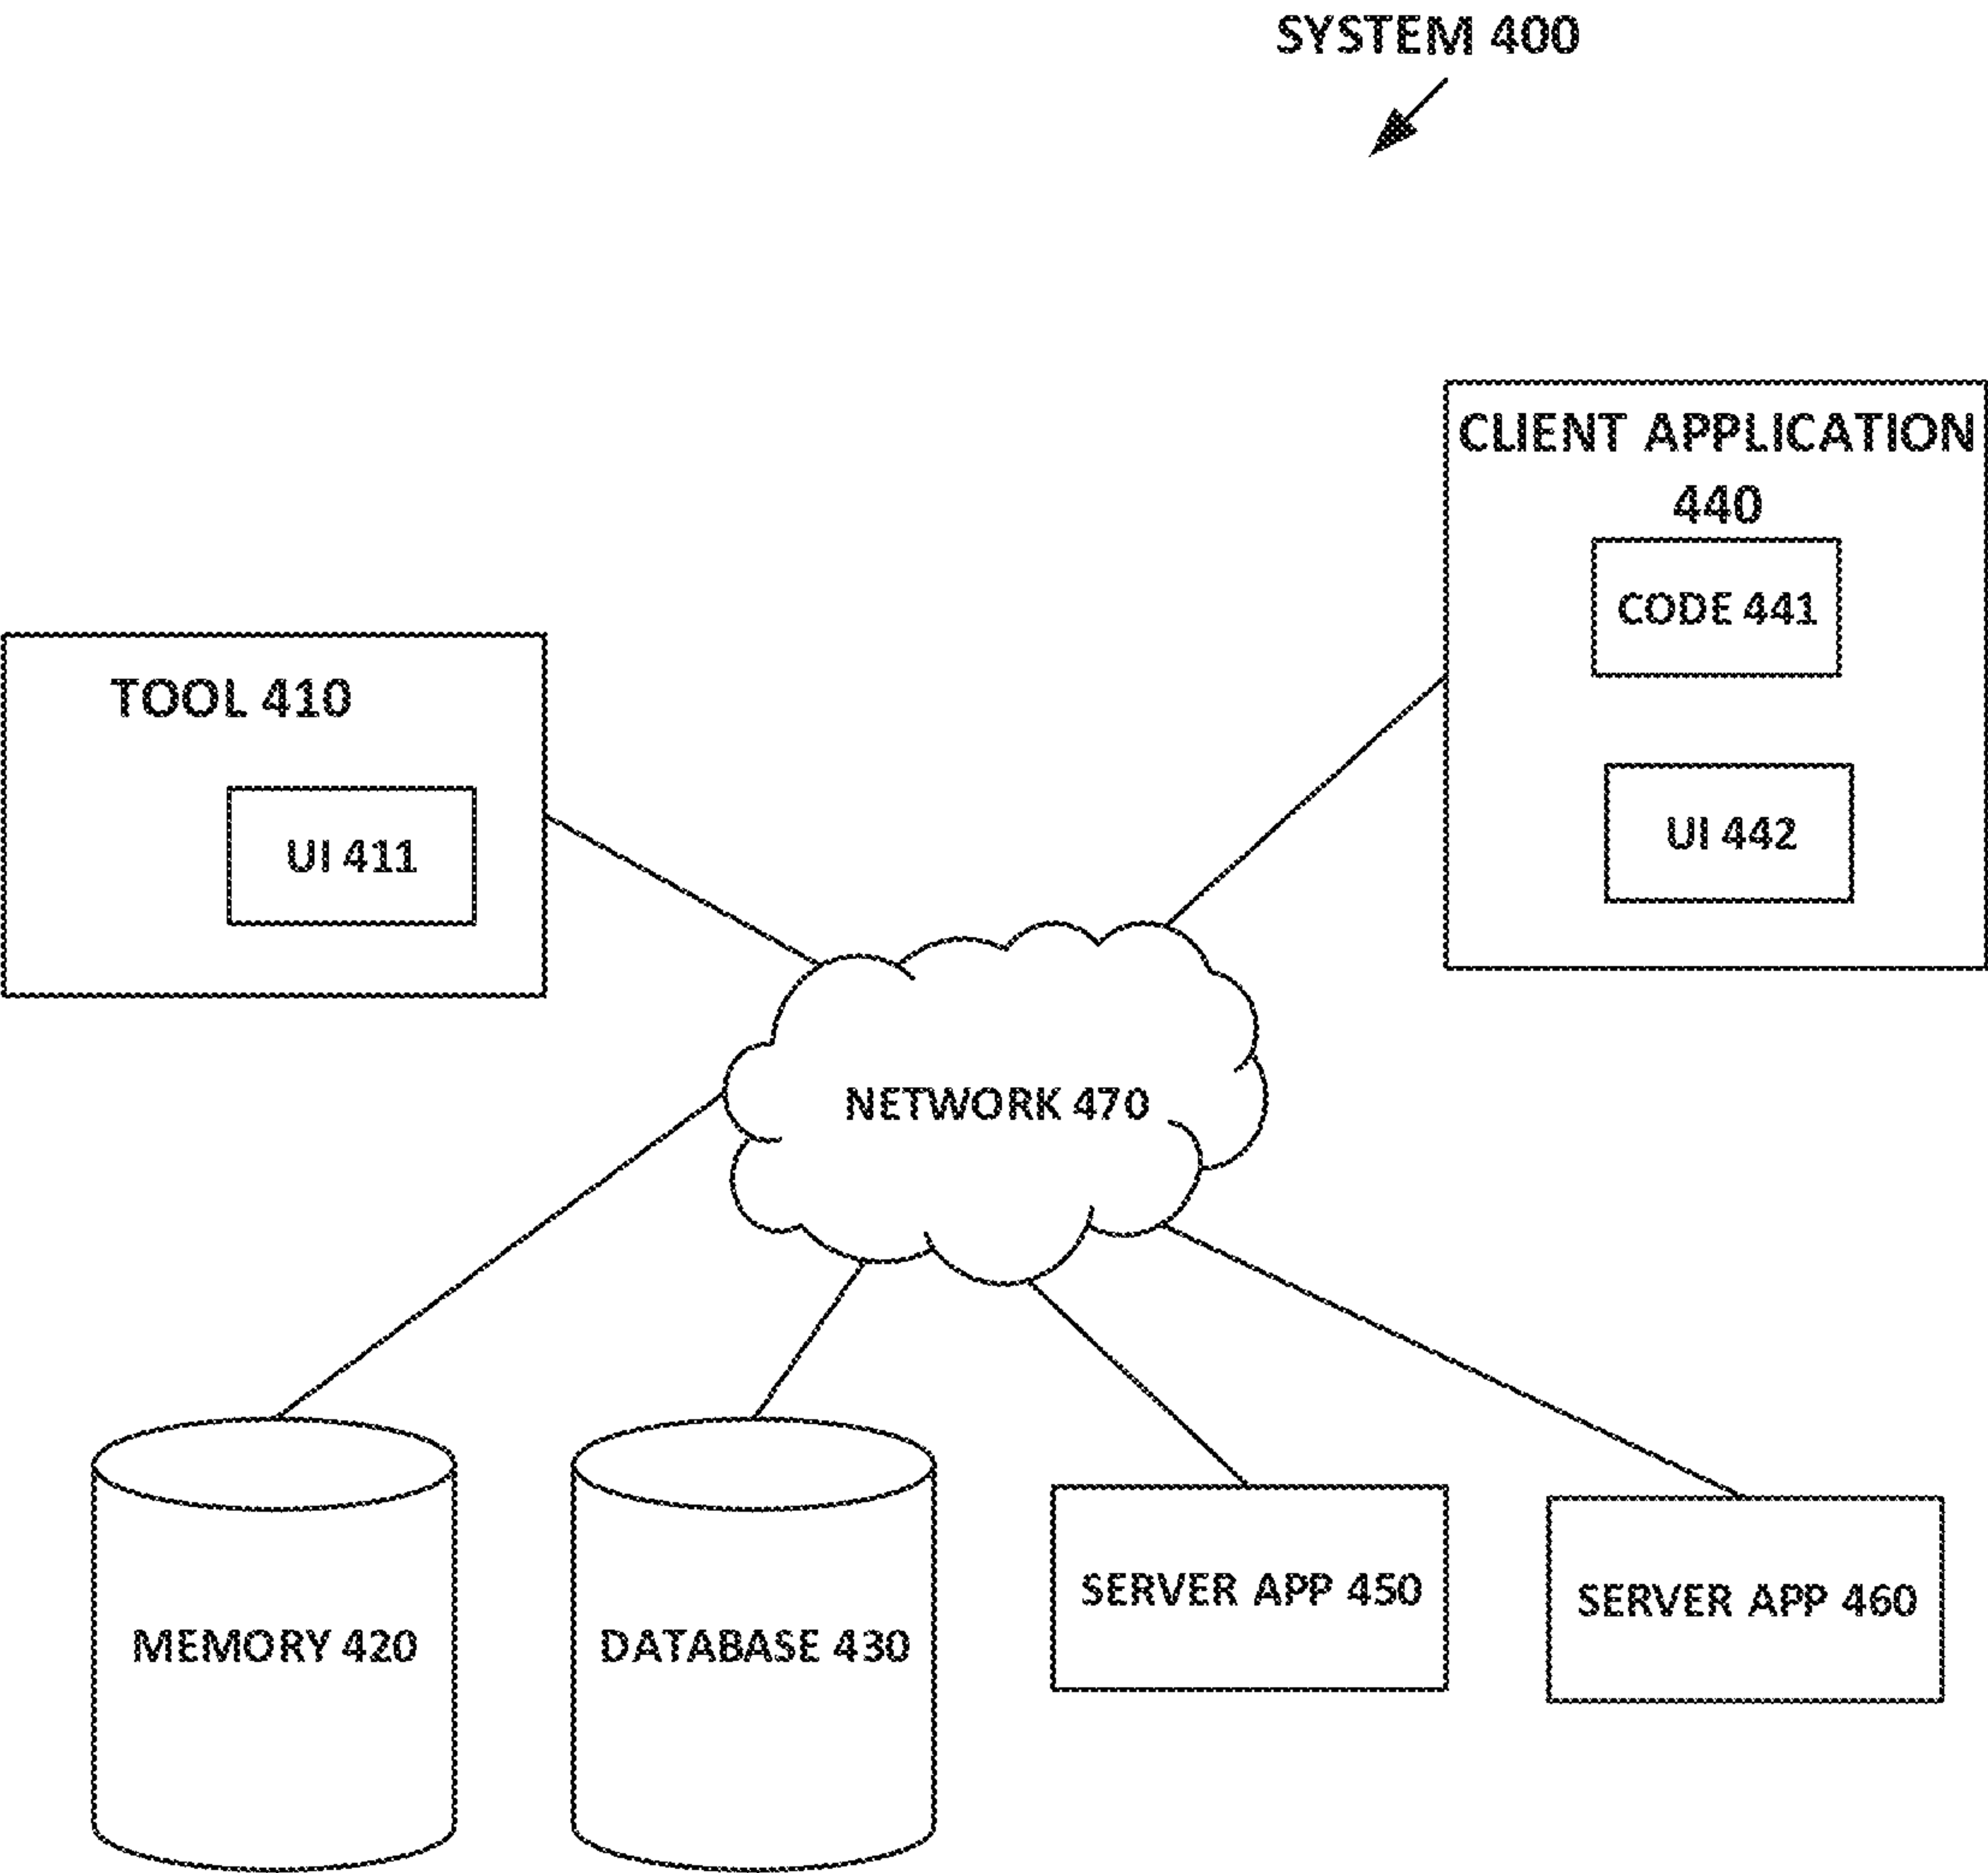 SYSTEM 400
CLIENT APPLICATION
440
CODE 441
UI 442
TOOL 410
UI 411
NETWORK 470
MEMORY 420
DATABASE 430
SERVER APP 450
SERVER APP 460